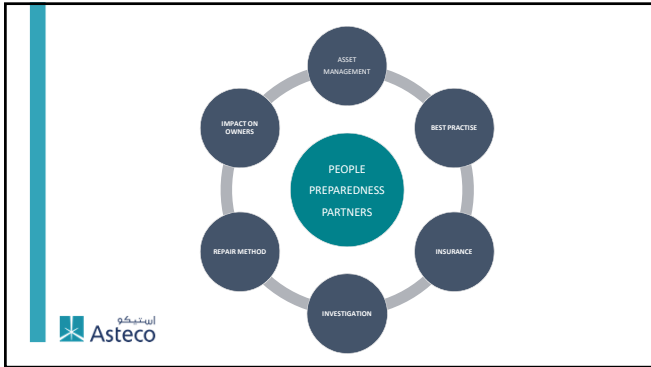 ASSET
MANAGEMENT
BEST PRACTISE
INSURANCE
INVESTIGATION
REPAIR METHOD
IMPACT ON
OWNERS
PEOPLE
PREPAREDNESS
PARTNERS
استيكو
Asteco